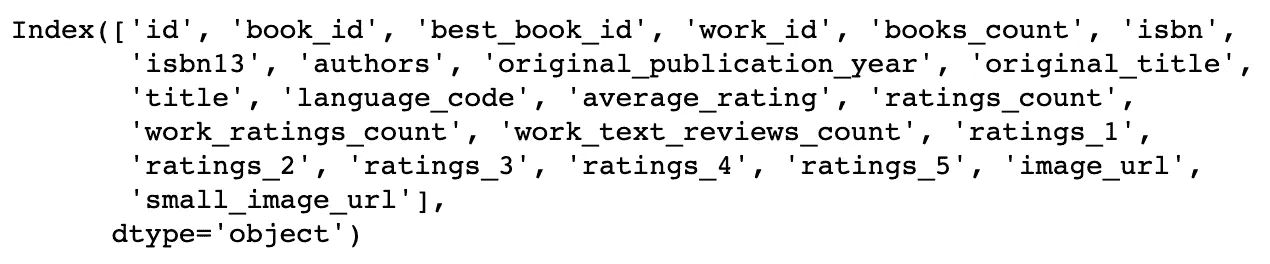 Index(['id', 'book_id', 'best_book_id', 'work_id', 'books_count', 'isbn',
'isbn13', 'authors', 'original_publication_year', 'original_title',
'title', 'language_code', 'average_rating', 'ratings_count',
'work_ratings_count', 'work_text_reviews_count', 'ratings_1',
'ratings_2', 'ratings_3', 'ratings_4', 'ratings_5', 'image_url',
'small_image_url'],
dtype='object')